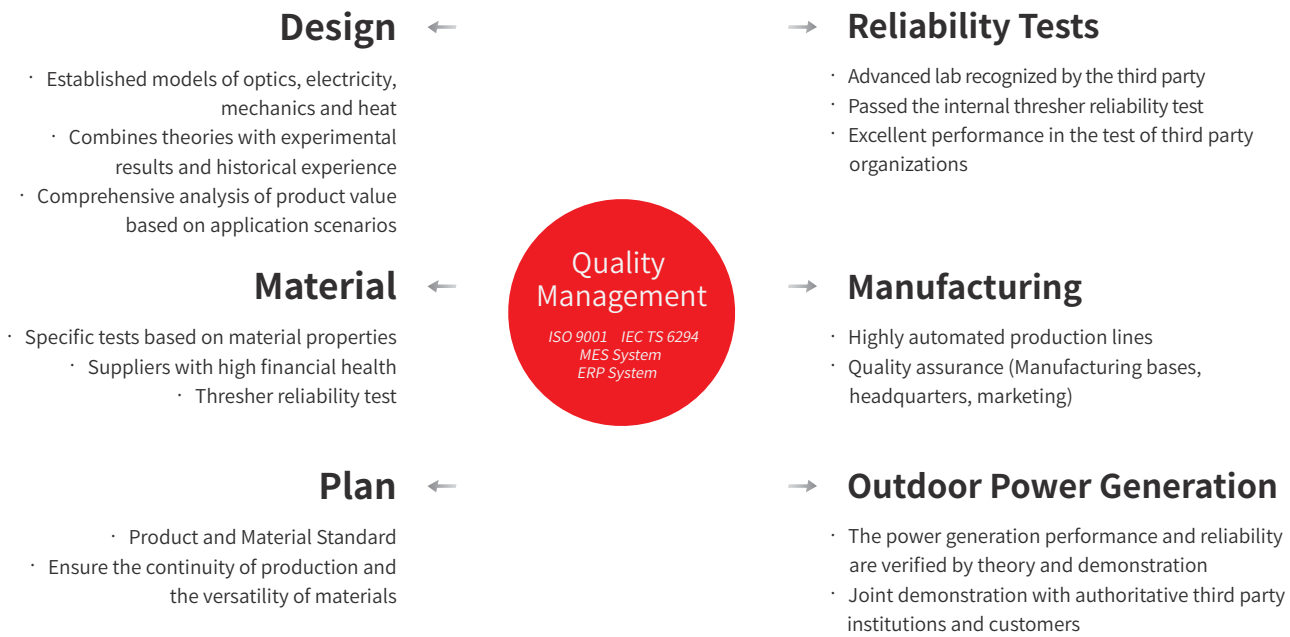 Design
· Established models of optics, electricity,
mechanics and heat
· Combines theories with experimental
results and historical experience
· Comprehensive analysis of product value
based on application scenarios
Material
· Specific tests based on material properties
· Suppliers with high financial health
· Thresher reliability test
Plan
· Product and Material Standard
· Ensure the continuity of production and
the versatility of materials
Quality
Management
ISO 9001 IEC TS 6294
MES System
ERP System
Reliability Tests
· Advanced lab recognized by the third party
· Passed the internal thresher reliability test
· Excellent performance in the test of third party
organizations
Manufacturing
· Highly automated production lines
· Quality assurance (Manufacturing bases,
headquarters, marketing)
Outdoor Power Generation
· The power generation performance and reliability
are verified by theory and demonstration
· Joint demonstration with authoritative third party
institutions and customers